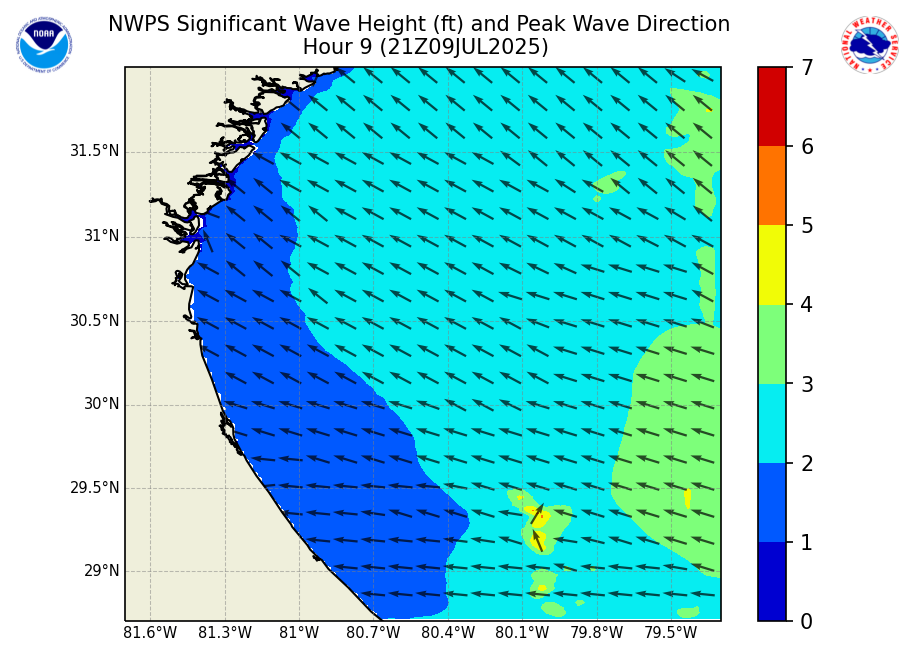 NWPS Significant Wave Height (ft) and Peak Wave Direction
Hour 9 (21Z09JUL2025)
NOAA
NATIONAL WEATHER SERVICE
31.5°N
31°N
30.5°N
30°N
29.5°N
29°N
81.6°W 81.3°W 81°W 80.7°W 80.4°W 80.1°W 79.8°W 79.5°W
7
6
5
4
3
2
1
0